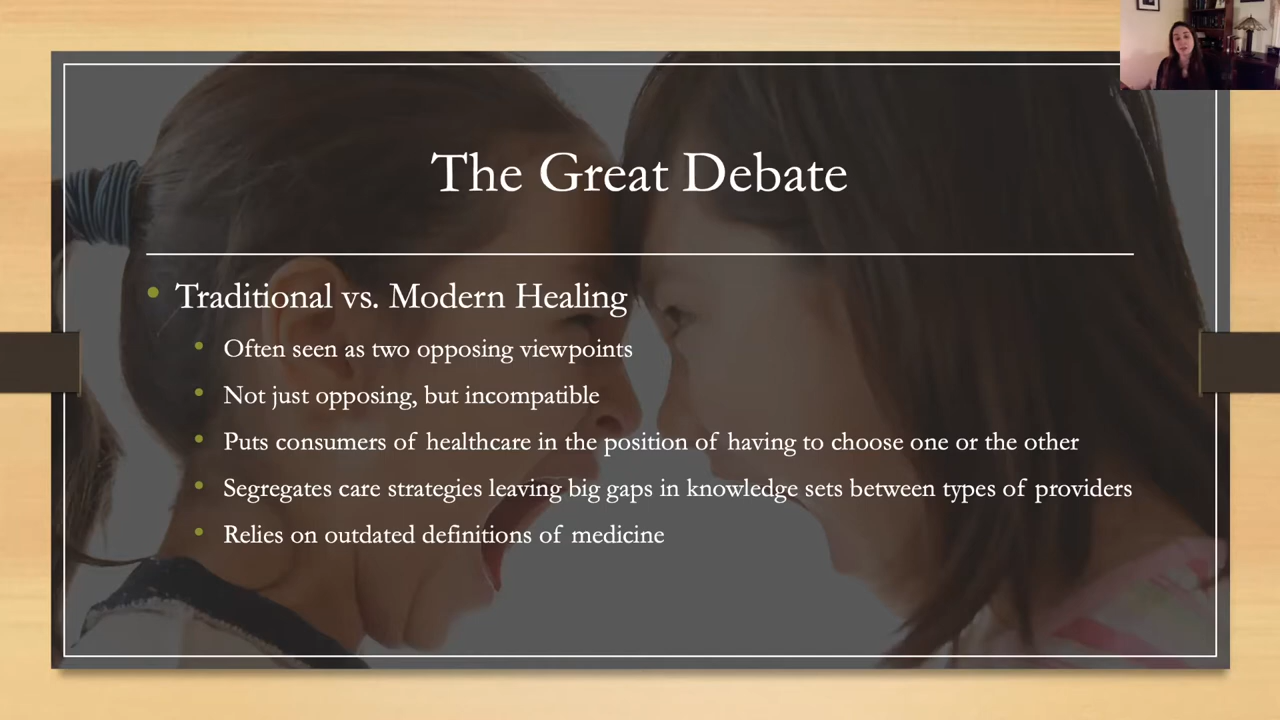 The Great Debate
Traditional vs. Modern Healing
Often seen as two opposing viewpoints
Not just opposing, but incompatible
Puts consumers of healthcare in the position of having to choose one or the other
Segregates care strategies leaving big gaps in knowledge sets between types of providers
Relies on outdated definitions of medicine